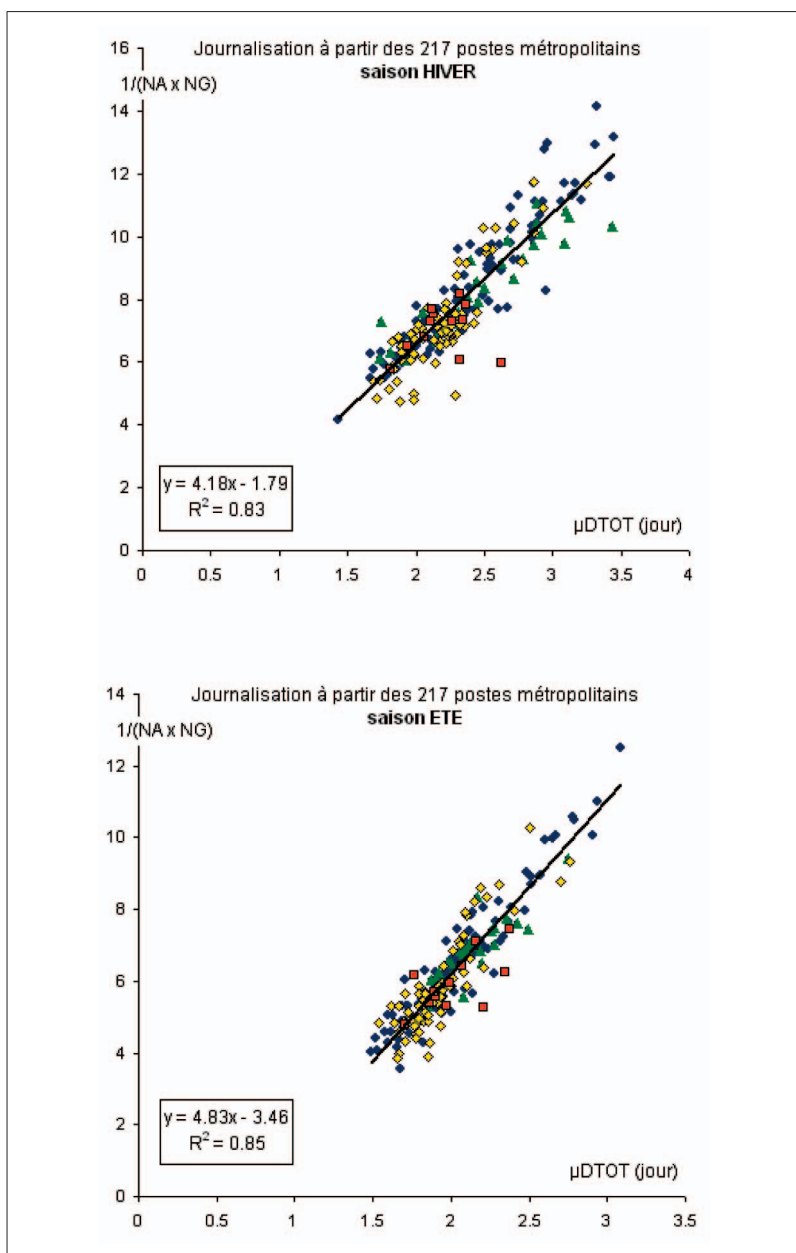 Journalisation à partir des 217 postes métropolitains
saison HIVER
1/(NA x NG)
16
14
12
10
8
6
4
2
0
y = 4.18x - 1.79
R² = 0.83
µDTOT (jour)
0 0.5 1 1.5 2 2.5 3 3.5 4
Journalisation à partir des 217 postes métropolitains
saison ETE
1/(NA x NG)
14
12
10
8
6
4
2
0
y = 4.83x - 3.46
R² = 0.85
µDTOT (jour)
0 0.5 1 1.5 2 2.5 3 3.5